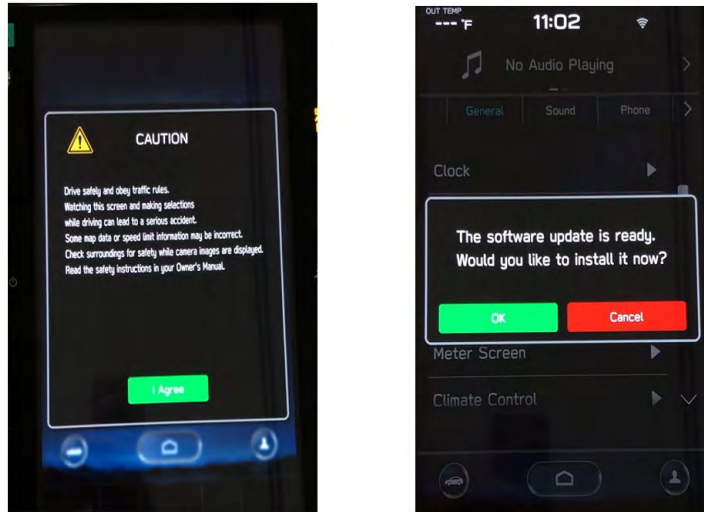 CAUTION
Drive safely and obey traffic rules.
Watching this screen and making selections
while driving can lead to a serious accident.
Some map data or speed limit information may be incorrect.
Check surroundings for safety while camera images are displayed.
Read the safety instructions in your Owner's Manual.
I Agree
OUT TEMP
--- °F
11:02
No Audio Playing
General
Sound
Phone
Clock
The software update is ready.
Would you like to install it now?
OK
Cancel
Meter Screen
Climate Control